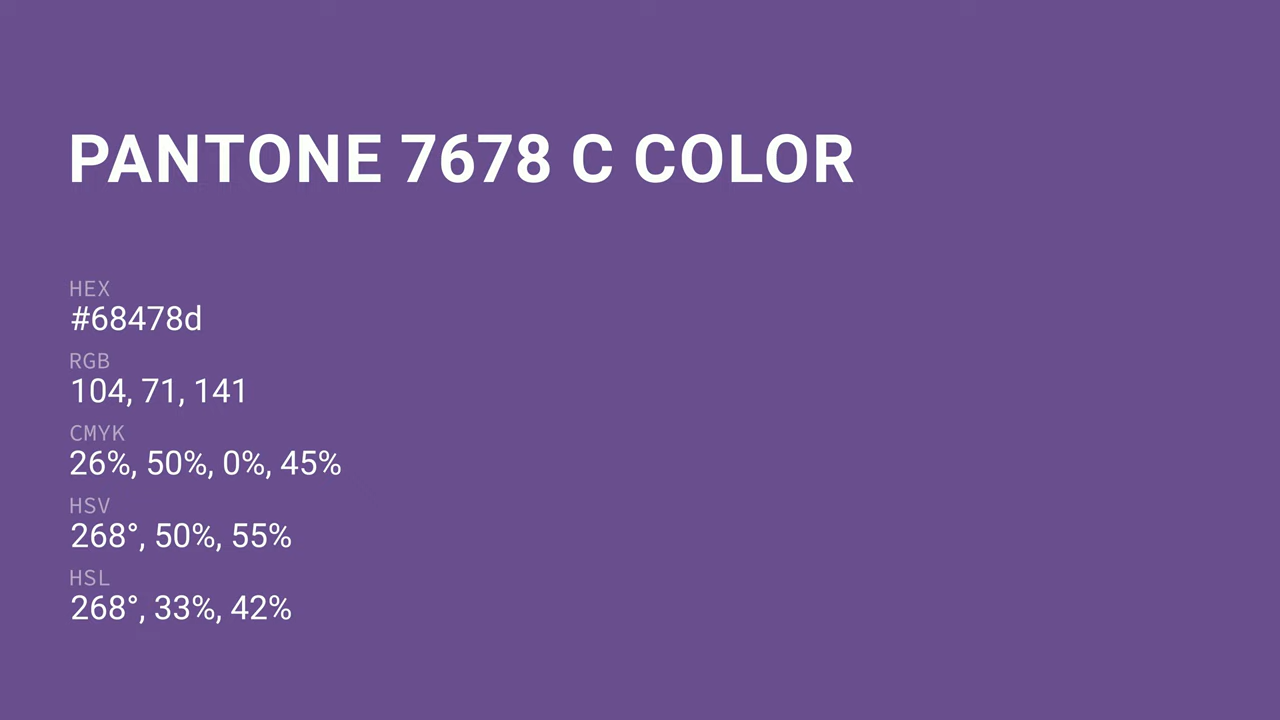 PANTONE 7678 C COLOR
HEX
#68478d
RGB
104, 71, 141
CMYK
26%, 50%, 0%, 45%
HSV
268°, 50%, 55%
HSL
268°, 33%, 42%